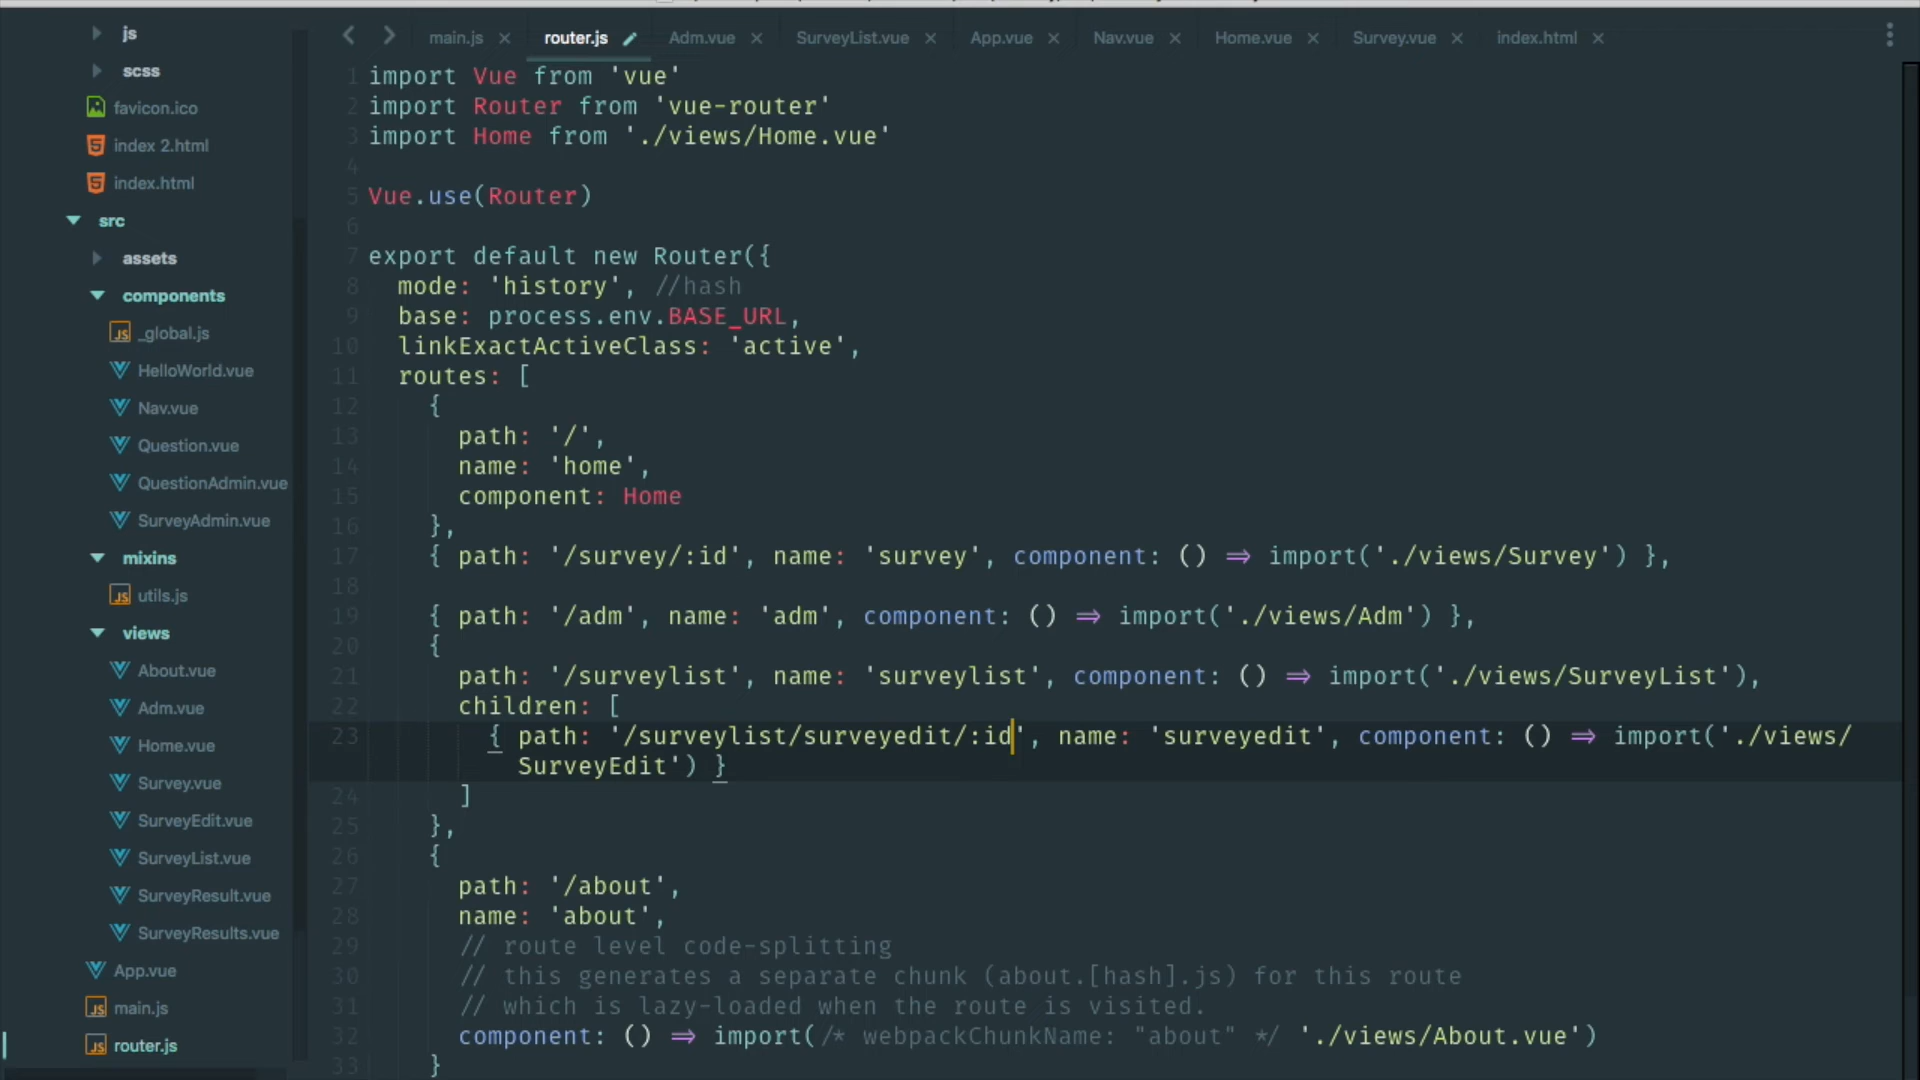 js
scss
favicon.ico
index 2.html
index.html
src
assets
components
_global.js
HelloWorld.vue
Nav.vue
Question.vue
QuestionAdmin.vue
SurveyAdmin.vue
mixins
utils.js
views
About.vue
Adm.vue
Home.vue
Survey.vue
SurveyEdit.vue
SurveyList.vue
SurveyResult.vue
SurveyResults.vue
App.vue
main.js
router.js
main.js router.js Adm.vue SurveyList.vue App.vue Nav.vue Home.vue Survey.vue index.html
1 import Vue from 'vue'
2 import Router from 'vue-router'
3 import Home from './views/Home.vue'
4
5 Vue.use(Router)
6
7 export default new Router({
8 mode: 'history', //hash
9 base: process.env.BASE_URL,
10 linkExactActiveClass: 'active',
11 routes: [
12 {
13 path: '/',
14 name: 'home',
15 component: Home
16 },
17 { path: '/survey/:id', name: 'survey', component: () => import('./views/Survey') },
18
19 { path: '/adm', name: 'adm', component: () => import('./views/Adm') },
20 {
21 path: '/surveylist', name: 'surveylist', component: () => import('./views/SurveyList'),
22 children: [
23 { path: '/surveylist/surveyedit/:id', name: 'surveyedit', component: () => import('./views/
SurveyEdit') }
24 ]
25 },
26 {
27 path: '/about',
28 name: 'about',
29 // route level code-splitting
30 // this generates a separate chunk (about.[hash].js) for this route
31 // which is lazy-loaded when the route is visited.
32 component: () => import(/* webpackChunkName: "about" */ './views/About.vue')
33 }